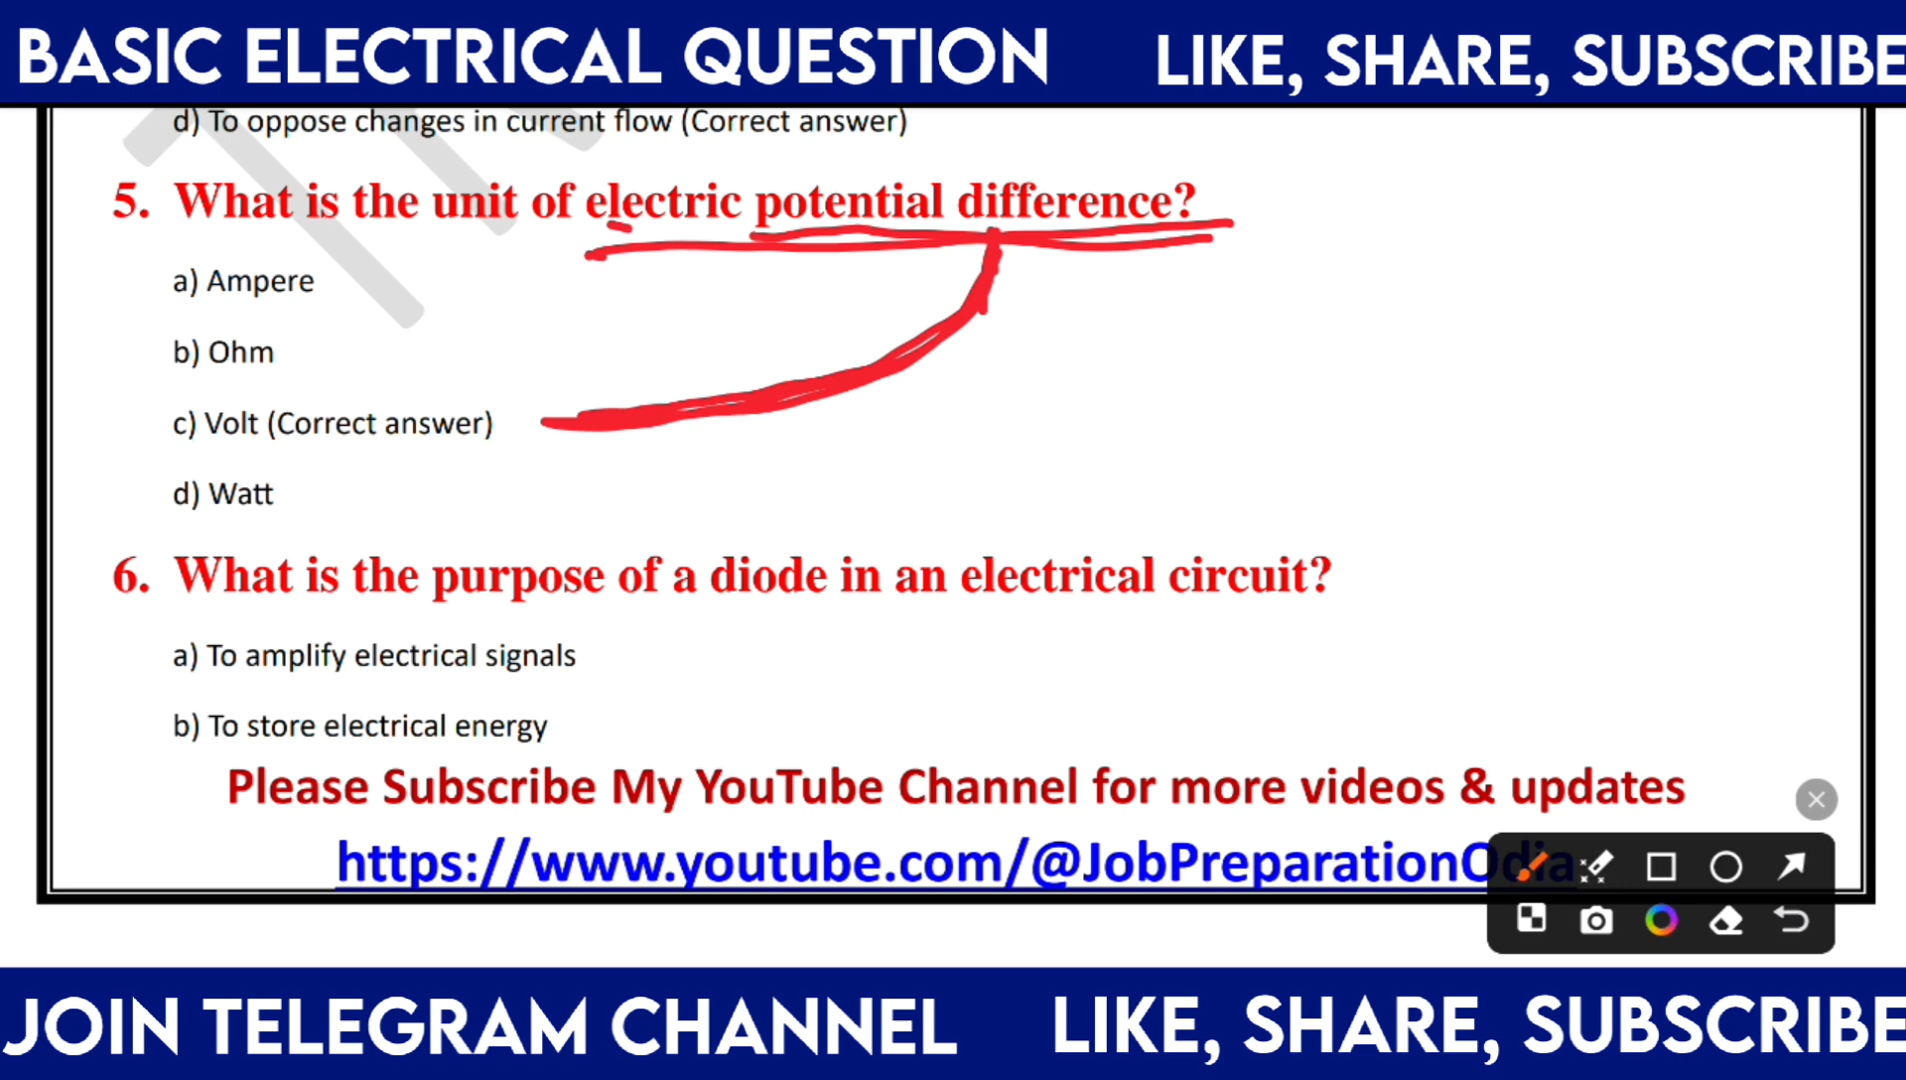 BASIC ELECTRICAL QUESTION LIKE, SHARE, SUBSCRIBE
d) To oppose changes in current flow (Correct answer)
5. What is the unit of electric potential difference?
a) Ampere
b) Ohm
c) Volt (Correct answer)
d) Watt
6. What is the purpose of a diode in an electrical circuit?
a) To amplify electrical signals
b) To store electrical energy
Please Subscribe My YouTube Channel for more videos & updates
https://www.youtube.com/@JobPreparationOdia
JOIN TELEGRAM CHANNEL LIKE, SHARE, SUBSCRIBE